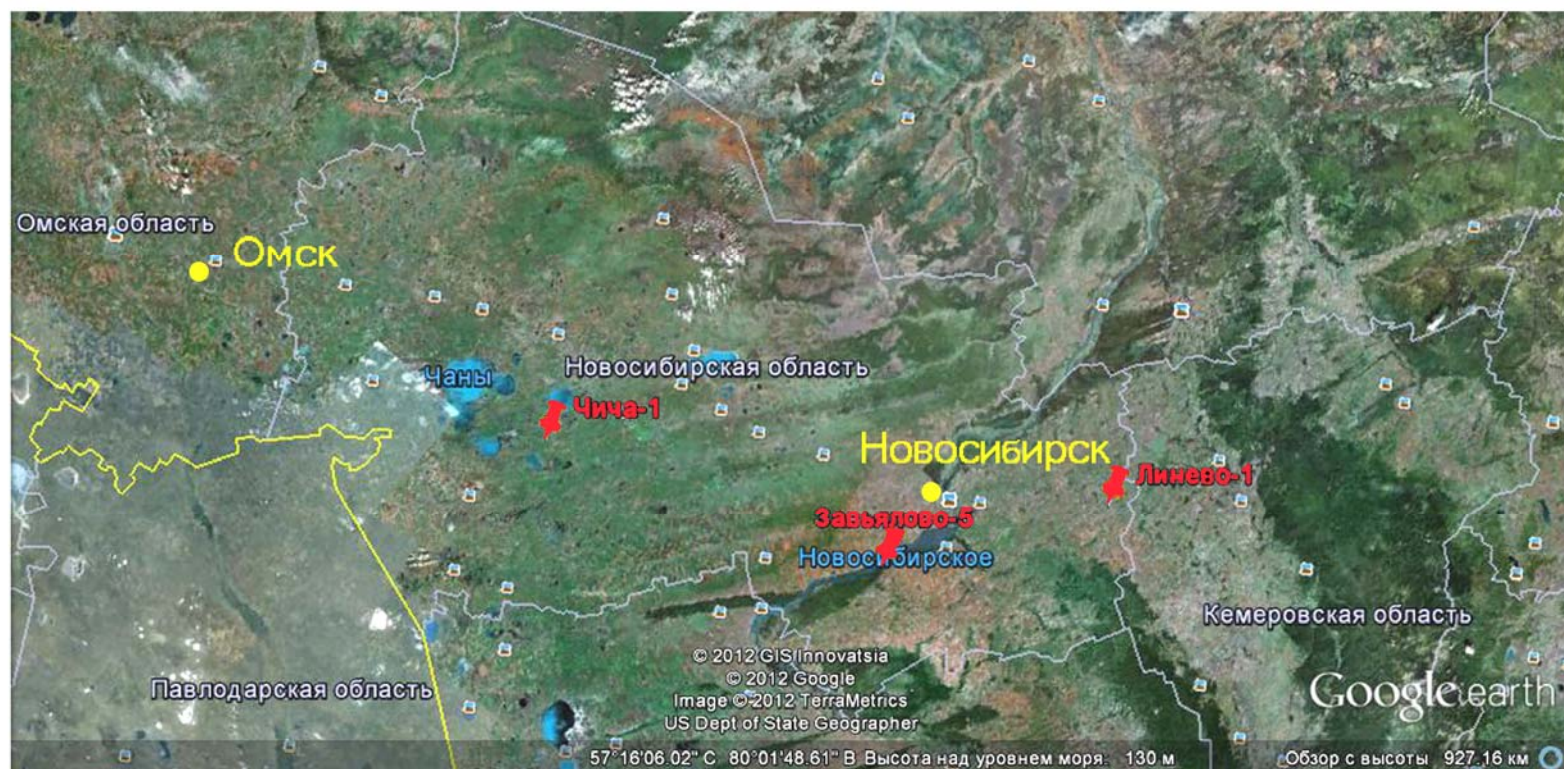 Омская область
Омск
Чаны
Новосибирская область
Чича-1
Новосибирск
Линево-1
Завьялово-5
Новосибирское
Кемеровская область
© 2012 GIS Innovatsia
© 2012 Google
Павлодарская область
Image © 2012 TerraMetrics
US Dept of State Geographer
Google earth
57°16'06.02" С 80°01'48.61" В Высота над уровнем моря: 130 м Обзор с высоты 927.16 км